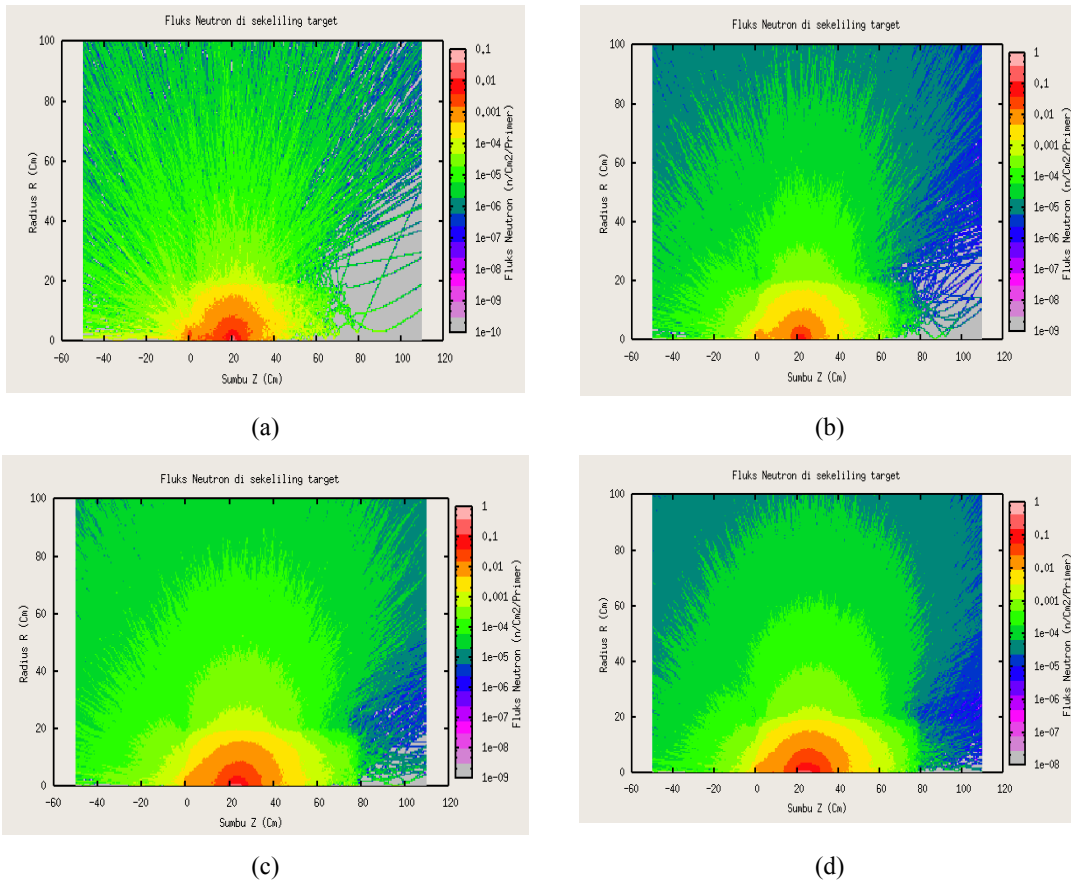 Fluks Neutron di sekeliling target
100
80
60
40
20
0
-60 -40 -20 0 20 40 60 80 100 120
Radius R (Cm)
Sumbu Z (Cm)
0,1
0,01
0,001
1e-04
1e-05
1e-06
1e-07
1e-08
1e-09
1e-10
Fluks Neutron (n/Cm2/Primer)
(a)
Fluks Neutron di sekeliling target
100
80
60
40
20
0
-60 -40 -20 0 20 40 60 80 100 120
Radius R (Cm)
Sumbu Z (Cm)
1
0,1
0,01
0,001
1e-04
1e-05
1e-06
1e-07
1e-08
1e-09
Fluks Neutron (n/Cm2/Primer)
(b)
Fluks Neutron di sekeliling target
100
80
60
40
20
0
-60 -40 -20 0 20 40 60 80 100 120
Radius R (Cm)
Sumbu Z (Cm)
1
0,1
0,01
0,001
1e-04
1e-05
1e-06
1e-07
1e-08
1e-09
Fluks Neutron (n/Cm2/Primer)
(c)
Fluks Neutron di sekeliling target
100
80
60
40
20
0
-60 -40 -20 0 20 40 60 80 100 120
Radius R (Cm)
Sumbu Z (Cm)
1
0,1
0,01
0,001
1e-04
1e-05
1e-06
1e-07
1e-08
Fluks Neutron (n/Cm2/Primer)
(d)